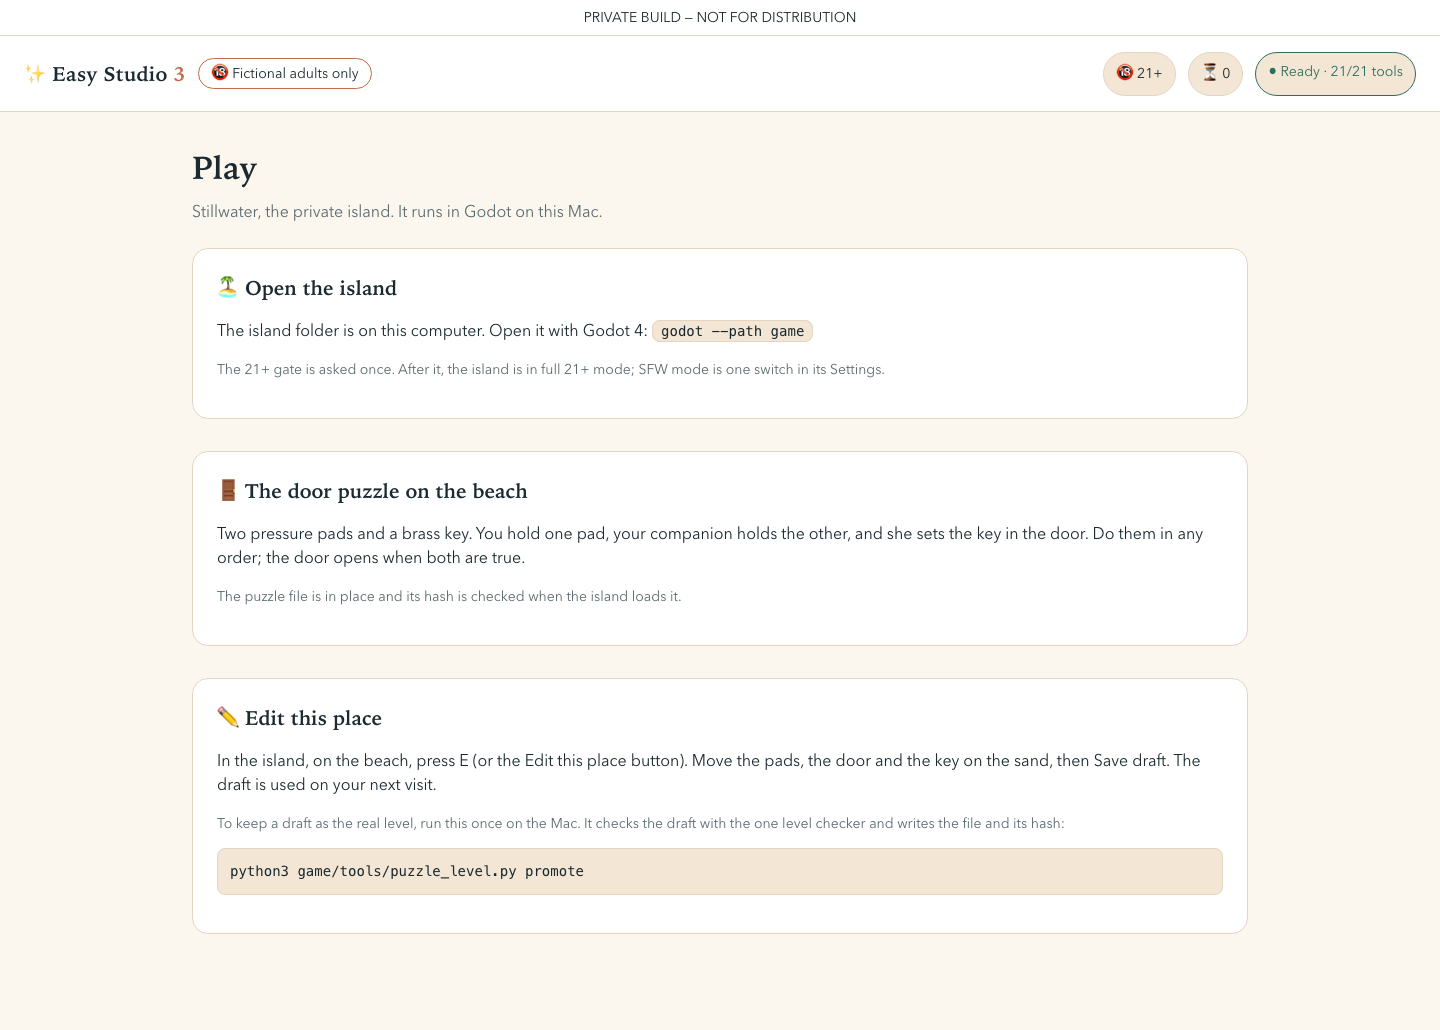 PRIVATE BUILD – NOT FOR DISTRIBUTION
✨ Easy Studio 3
🔞 Fictional adults only
🔞 21+
⏳ 0
● Ready · 21/21 tools
Play
Stillwater, the private island. It runs in Godot on this Mac.
🏝️ Open the island
The island folder is on this computer. Open it with Godot 4: godot --path game
The 21+ gate is asked once. After it, the island is in full 21+ mode; SFW mode is one switch in its Settings.
🚪 The door puzzle on the beach
Two pressure pads and a brass key. You hold one pad, your companion holds the other, and she sets the key in the door. Do them in any
order; the door opens when both are true.
The puzzle file is in place and its hash is checked when the island loads it.
✏️ Edit this place
In the island, on the beach, press E (or the Edit this place button). Move the pads, the door and the key on the sand, then Save draft. The
draft is used on your next visit.
To keep a draft as the real level, run this once on the Mac. It checks the draft with the one level checker and writes the file and its hash:
python3 game/tools/puzzle_level.py promote